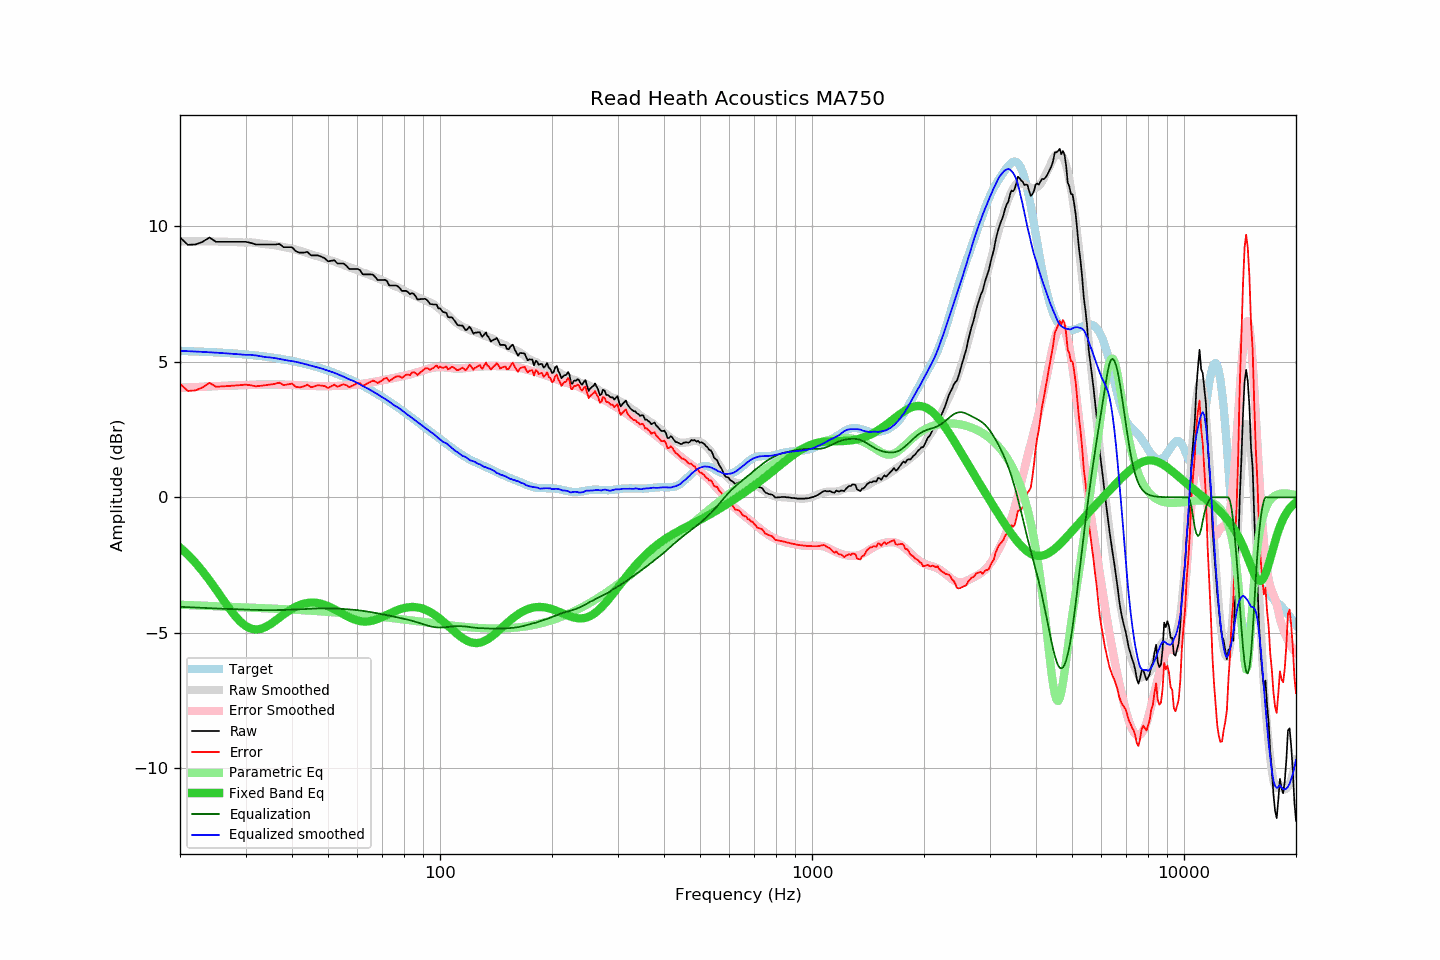 Read Heath Acoustics MA750
10
5
0
−5
−10
Amplitude (dBr)
Target
Raw Smoothed
Error Smoothed
Raw
Error
Parametric Eq
Fixed Band Eq
Equalization
Equalized smoothed
100
1000
10000
Frequency (Hz)